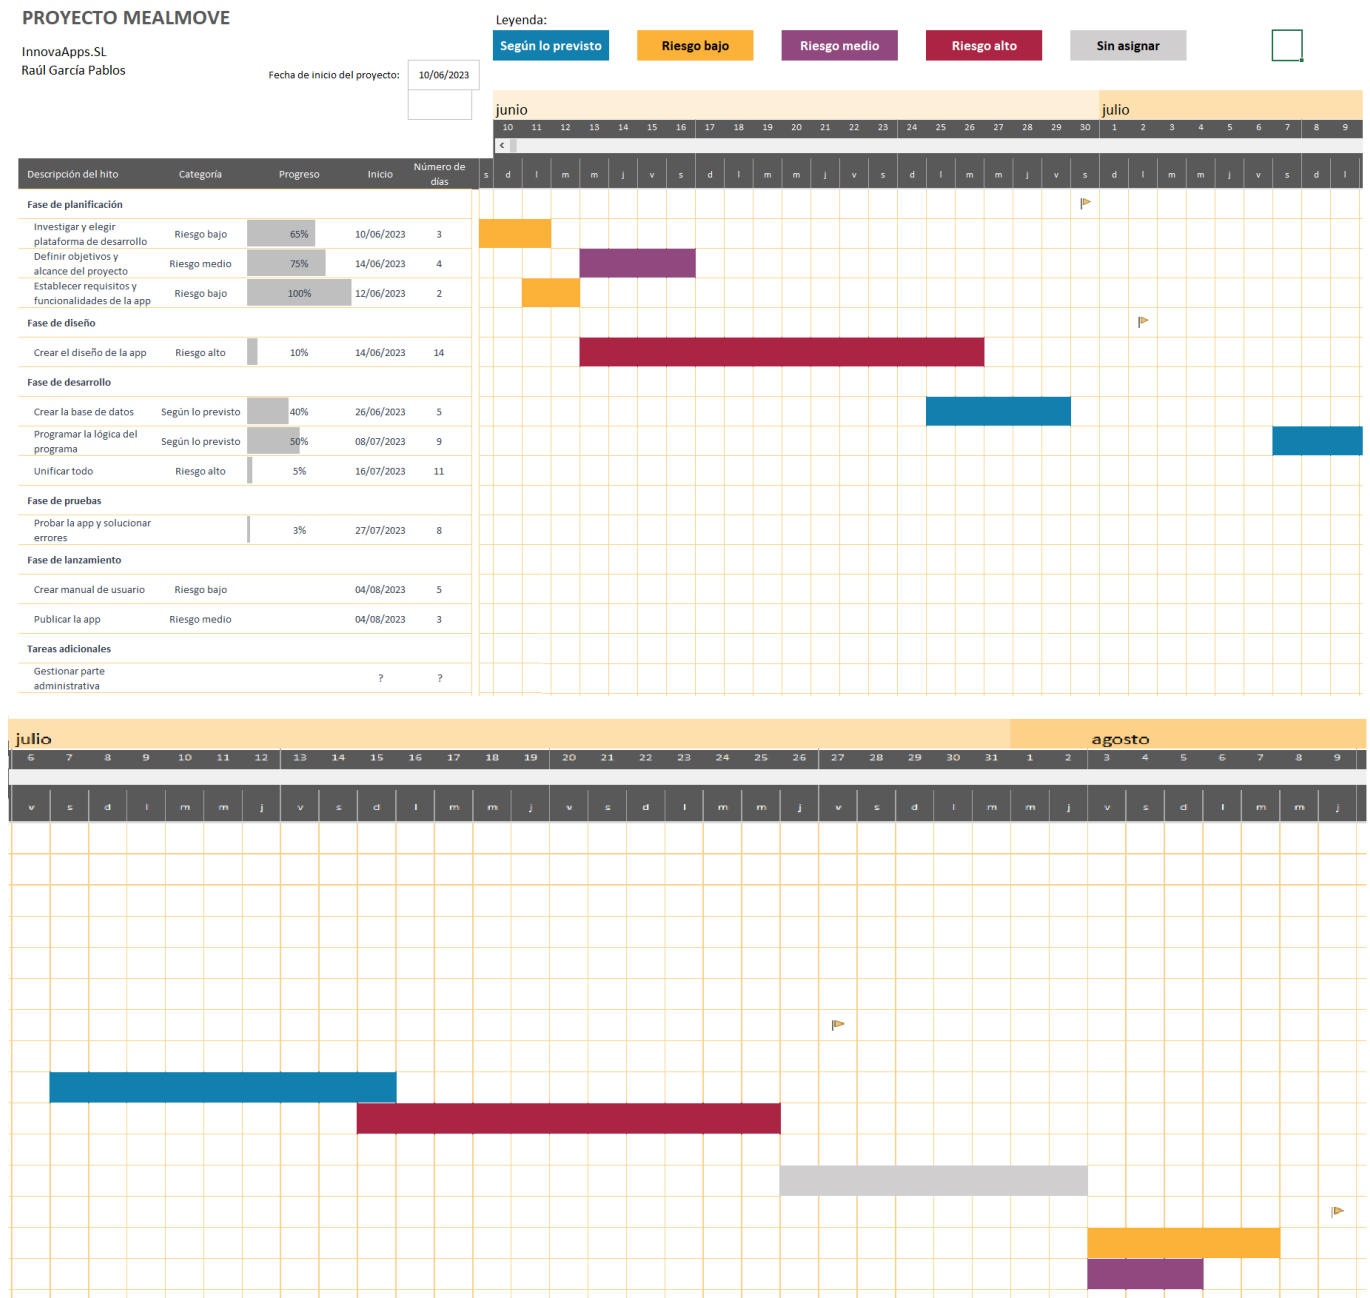 PROYECTO MEALMOVE
InnovaApps.SL
Raúl García Pablos
Fecha de inicio del proyecto: 10/06/2023
Leyenda:
Según lo previsto Riesgo bajo Riesgo medio Riesgo alto Sin asignar
junio julio
10 11 12 13 14 15 16 17 18 19 20 21 22 23 24 25 26 27 28 29 30 1 2 3 4 5 6 7 8 9
Descripción del hito Categoría Progreso Inicio Número de días s d l m m j v s d l m m j v s d l m m j v s d l m m j v s d l
Fase de planificación
Investigar y elegir plataforma de desarrollo Riesgo bajo 65% 10/06/2023 3
Definir objetivos y alcance del proyecto Riesgo medio 75% 14/06/2023 4
Establecer requisitos y funcionalidades de la app Riesgo bajo 100% 12/06/2023 2
Fase de diseño
Crear el diseño de la app Riesgo alto 10% 14/06/2023 14
Fase de desarrollo
Crear la base de datos Según lo previsto 40% 26/06/2023 5
Programar la lógica del programa Según lo previsto 50% 08/07/2023 9
Unificar todo Riesgo alto 5% 16/07/2023 11
Fase de pruebas
Probar la app y solucionar errores 3% 27/07/2023 8
Fase de lanzamiento
Crear manual de usuario Riesgo bajo 04/08/2023 5
Publicar la app Riesgo medio 04/08/2023 3
Tareas adicionales
Gestionar parte administrativa ? ?
julio agosto
6 7 8 9 10 11 12 13 14 15 16 17 18 19 20 21 22 23 24 25 26 27 28 29 30 31 1 2 3 4 5 6 7 8 9
v s d l m m j v s d l m m j v s d l m m j v s d l m m j v s d l m m j